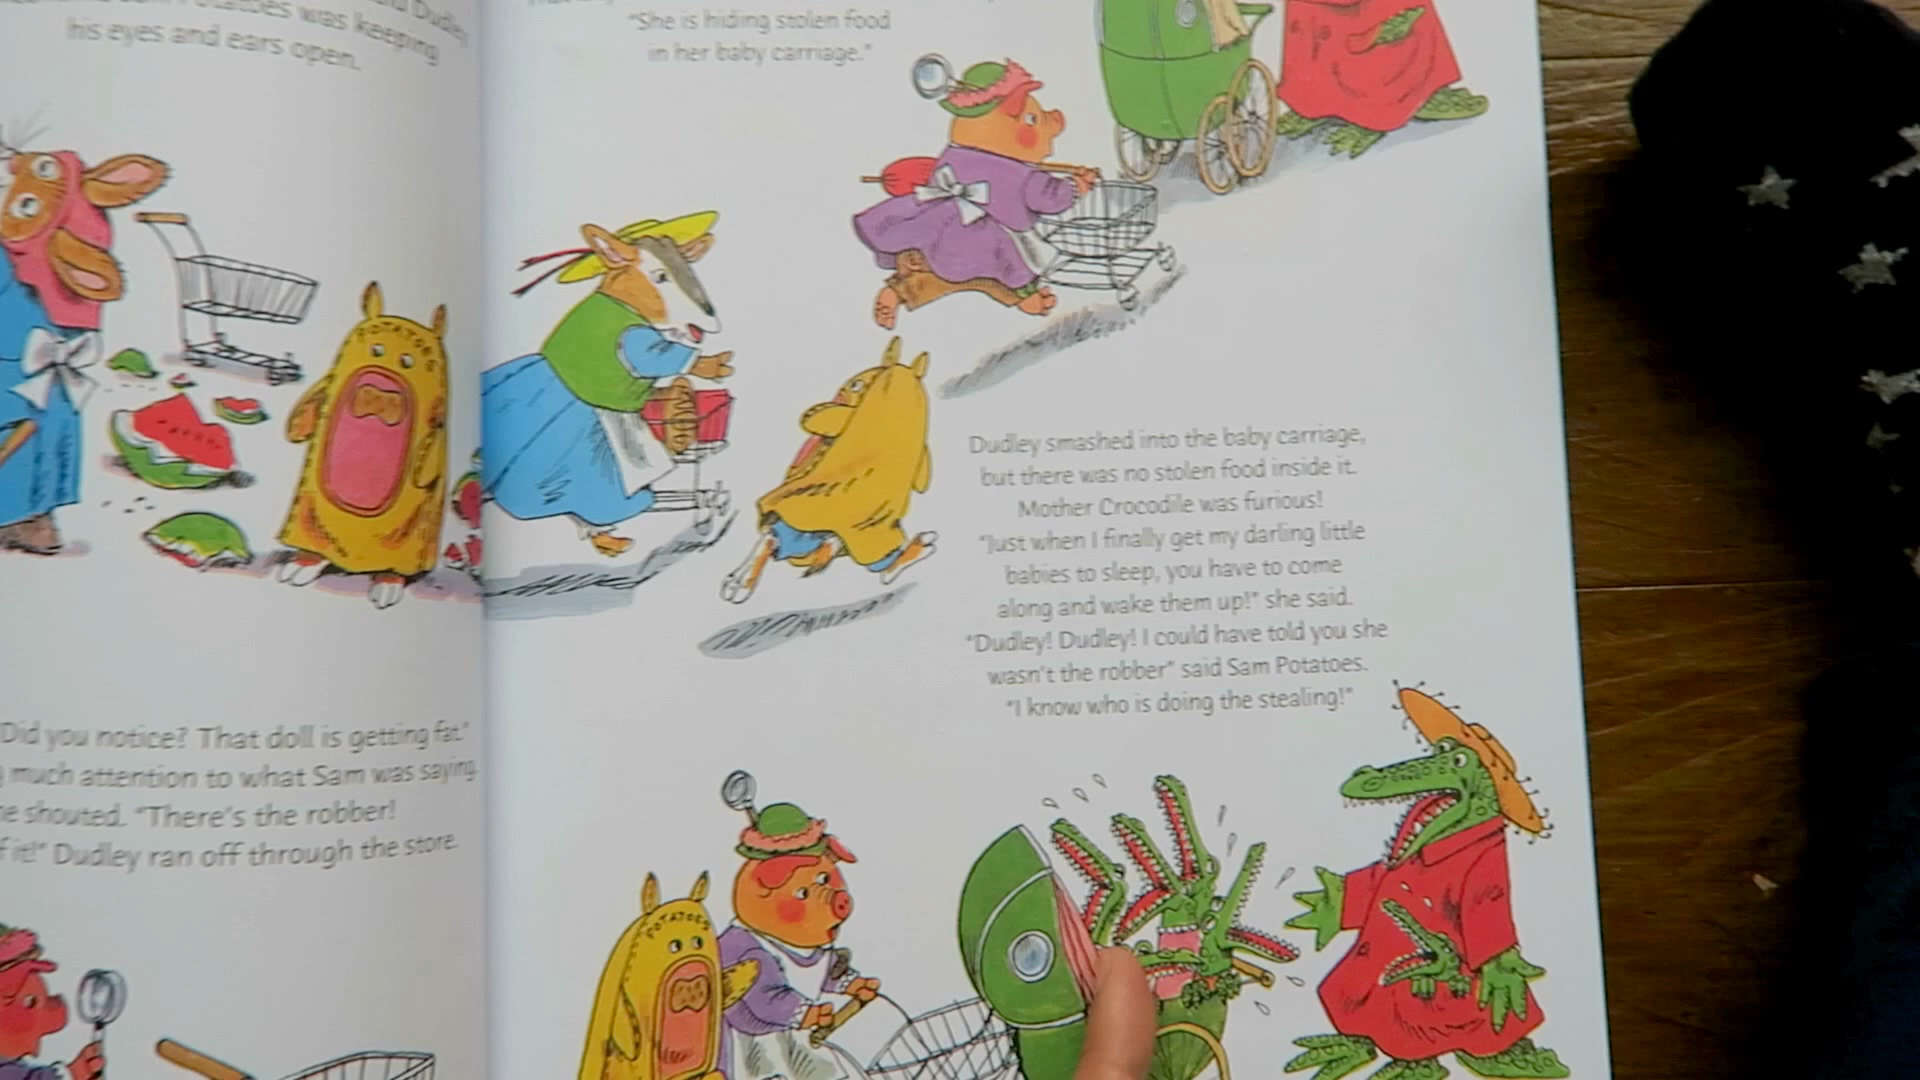 Dudley
Potatoes was keeping
his eyes and ears open.
Did you notice? That doll is getting fat."
much attention to what Sam was saying.
he shouted. "There's the robber!
f it!" Dudley ran off through the store.
POTATOES
"She is hiding stolen food
in her baby carriage."
Dudley smashed into the baby carriage,
but there was no stolen food inside it.
Mother Crocodile was furious!
"Just when I finally get my darling little
babies to sleep, you have to come
along and wake them up!" she said.
"Dudley! Dudley! I could have told you she
wasn't the robber" said Sam Potatoes.
"I know who is doing the stealing!"
POTATOES